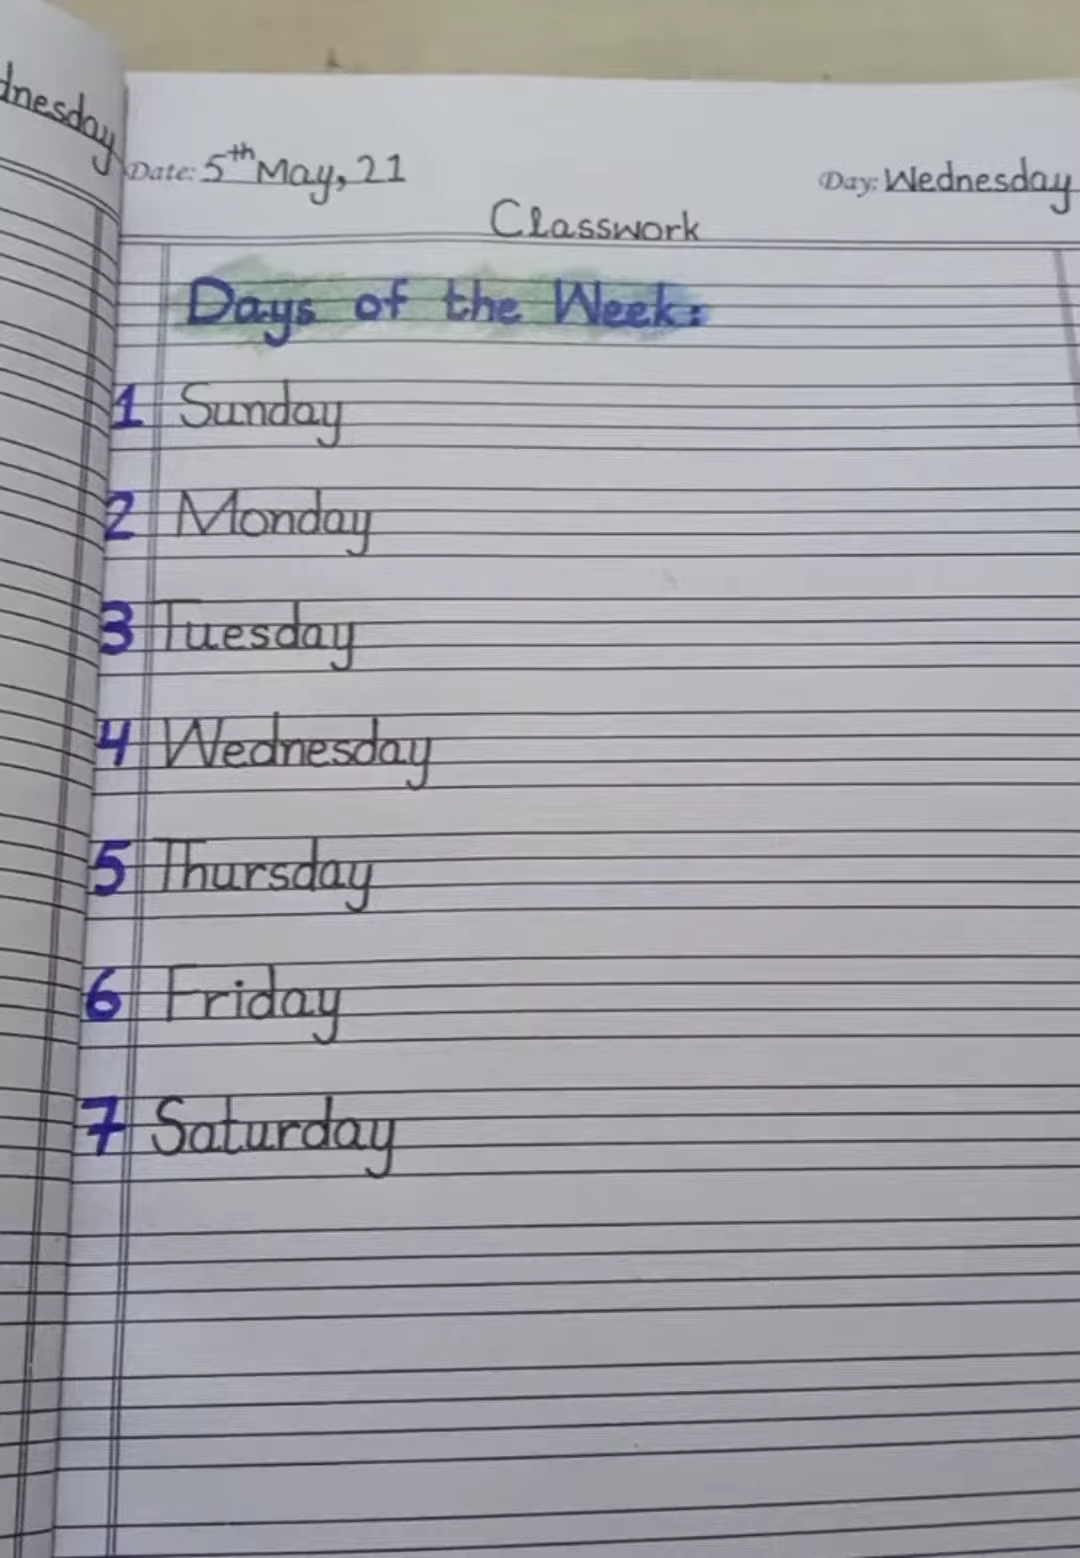 dnesday
Date: 5th May, 21 Day: Wednesday
Classwork
Days of the Week:
1 Sunday
2 Monday
3 Tuesday
4 Wednesday
5 Thursday
6 Friday
7 Saturday